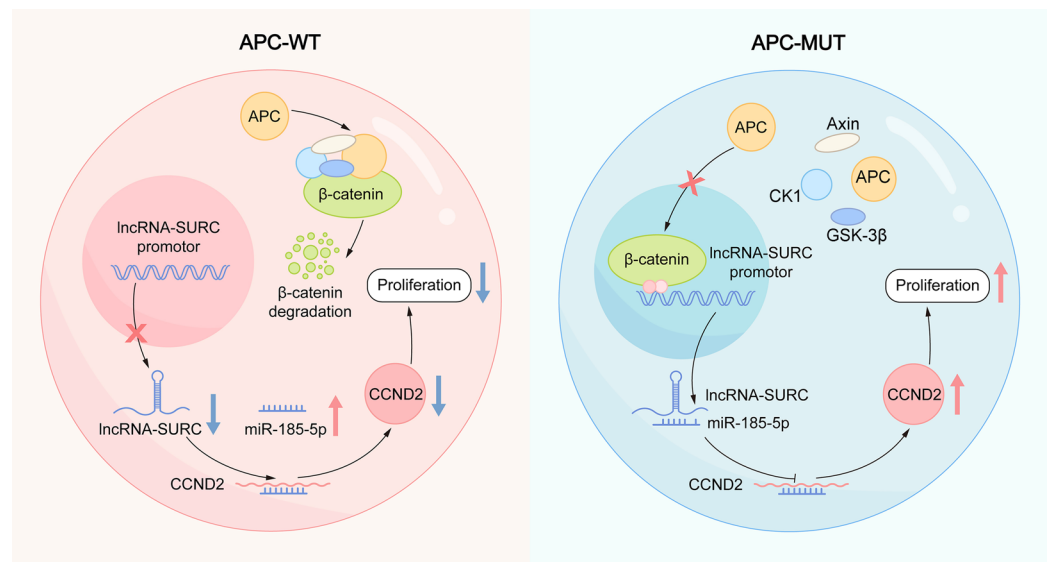 APC-WT
APC
β-catenin
lncRNA-SURC
promotor
β-catenin
degradation
Proliferation
CCND2
lncRNA-SURC
miR-185-5p
CCND2
APC-MUT
APC
Axin
CK1
APC
GSK-3β
β-catenin
lncRNA-SURC
promotor
Proliferation
CCND2
lncRNA-SURC
miR-185-5p
CCND2